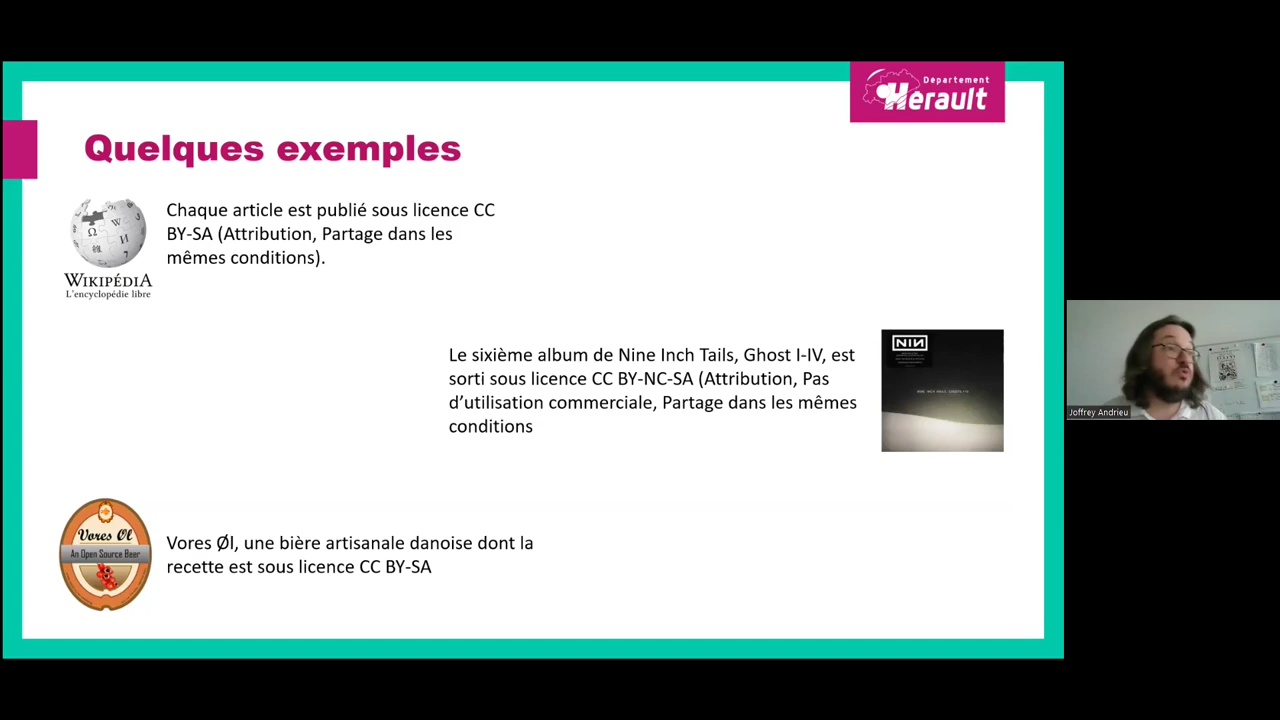 Departement
Hérault
Quelques exemples
Chaque article est publié sous licence CC
BY-SA (Attribution, Partage dans les
mêmes conditions).
WIKIPÉDIA
L'encyclopédie libre
Le sixième album de Nine Inch Tails, Ghost I-IV, est
sorti sous licence CC BY-NC-SA (Attribution, Pas
d'utilisation commerciale, Partage dans les mêmes
conditions
NIN
Joffrey Andrieu
Vores Øl
An Open Source Beer
Vores Øl, une bière artisanale danoise dont la
recette est sous licence CC BY-SA